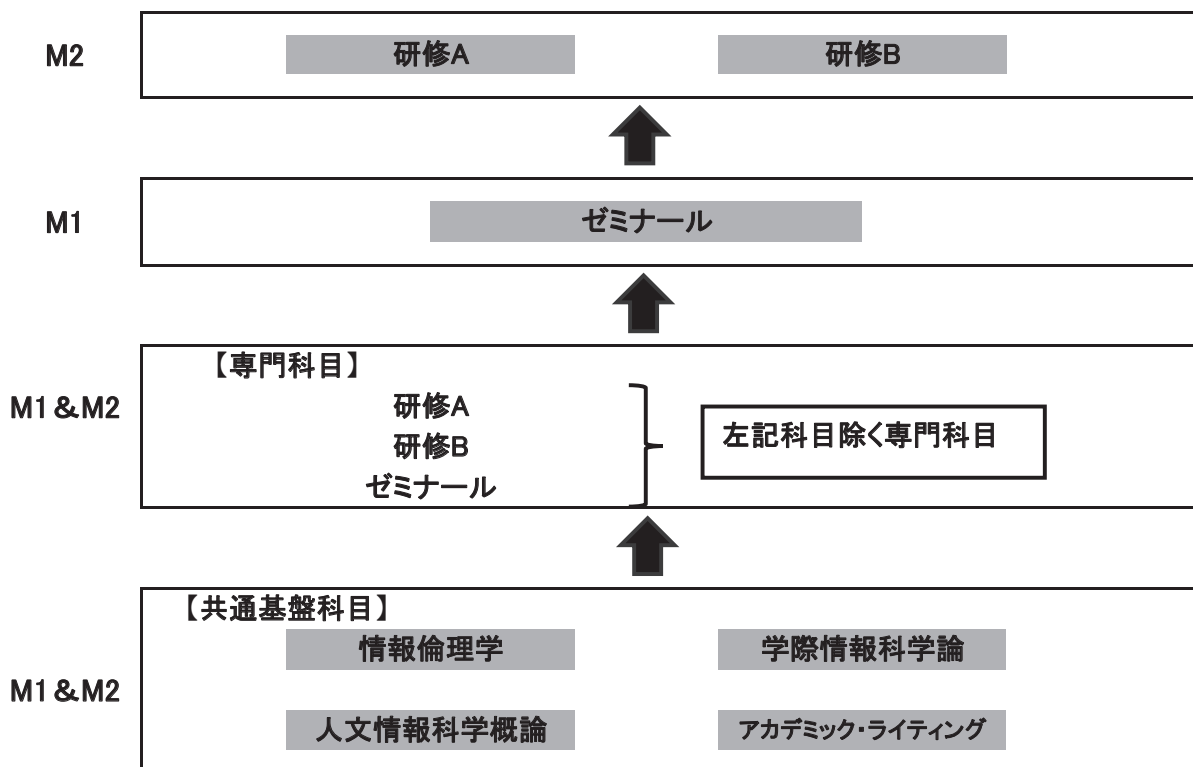 M2
研修A 研修B
M1
ゼミナール
【専門科目】
M1&M2
研修A
研修B
ゼミナール
左記科目除く専門科目
【共通基盤科目】
M1&M2
情報倫理学 学際情報科学論
人文情報科学概論 アカデミック・ライティング